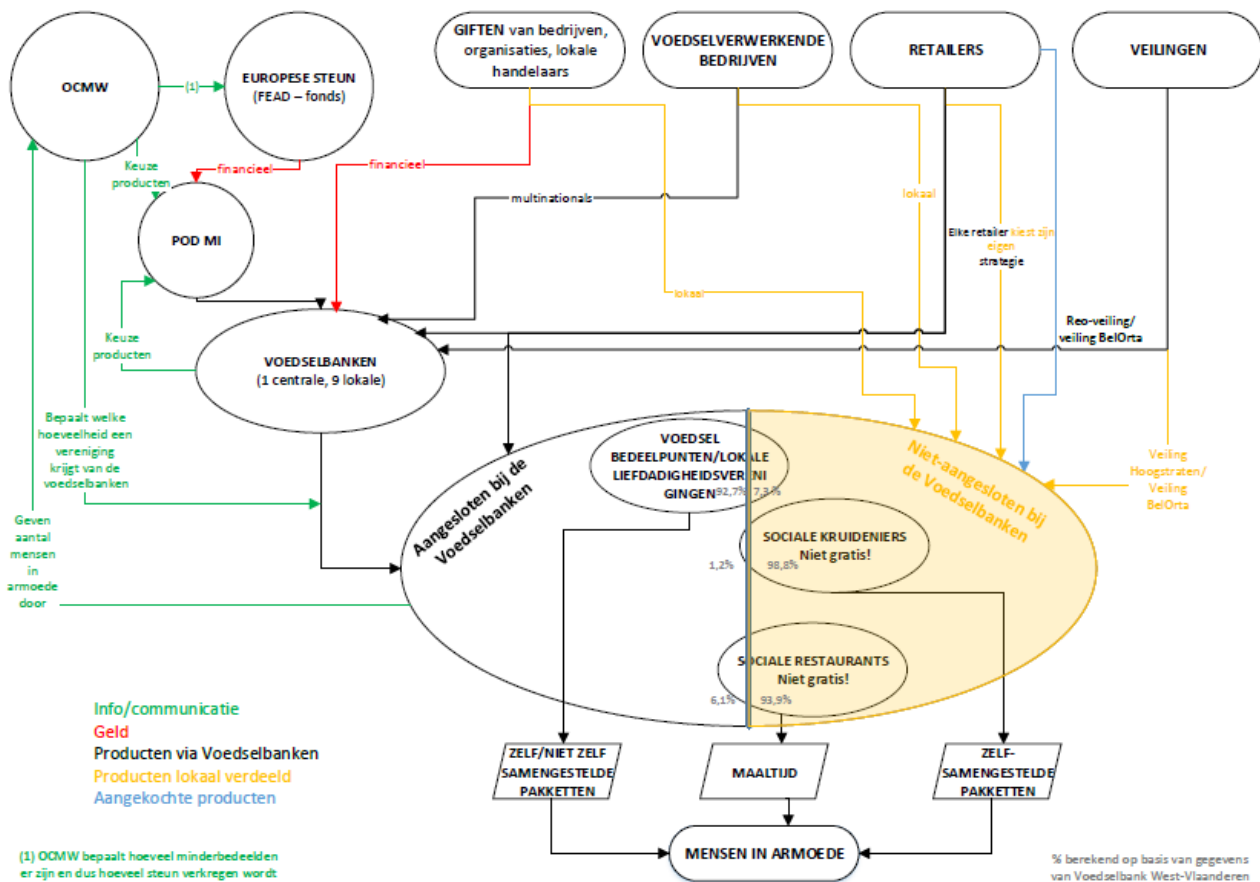 OCMW
(1)
EUROPESE STEUN
(FEAD – fonds)
GIFTEN van bedrijven,
organisaties, lokale
handelaars
VOEDSELVERWERKENDE
BEDRIJVEN
RETAILERS
VEILINGEN
Keuze
producten
financieel
financieel
multinationals
lokaal
POD MI
Elke retailer kiest zijn
eigen
strategie
lokaal
Keuze
producten
VOEDSELBANKEN
(1 centrale, 9 lokale)
Reo-veiling/
veiling BelOrta
Bepaalt welke
hoeveelheid een
vereniging
krijgt van de
voedselbanken
Aangesloten bij de
Voedselbanken
VOEDSEL
BEDEELPUNTEN/LOKALE
LIEFDADIGHEIDSVERENI
GINGEN
92,7%
7,3 %
Niet-aangesloten bij
de Voedselbanken
Veiling
Hoogstraten/
Veiling
BelOrta
Geven
aantal
mensen
in
armoede
door
SOCIALE KRUIDENIERS
Niet gratis!
1,2%
98,8%
SOCIALE RESTAURANTS
Niet gratis!
6,1%
93,9%
Info/communicatie
Geld
Producten via Voedselbanken
Producten lokaal verdeeld
Aangekochte producten
ZELF/NIET ZELF
SAMENGESTELDE
PAKKETTEN
MAALTIJD
ZELF-
SAMENGESTELDE
PAKKETTEN
MENSEN IN ARMOEDE
(1) OCMW bepaalt hoeveel minderbedeelden
er zijn en dus hoeveel steun verkregen wordt
% berekend op basis van gegevens
van Voedselbank West-Vlaanderen